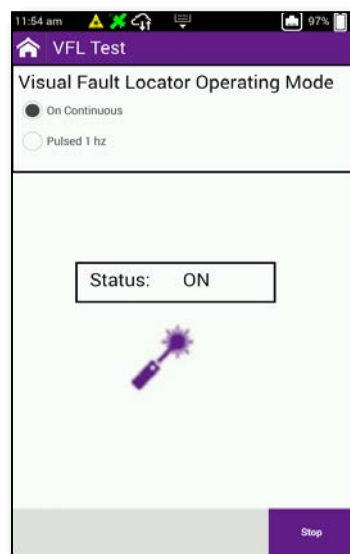 11:54 am 97%
VFL Test
Visual Fault Locator Operating Mode
On Continuous
Pulsed 1 hz
Status: ON
Stop